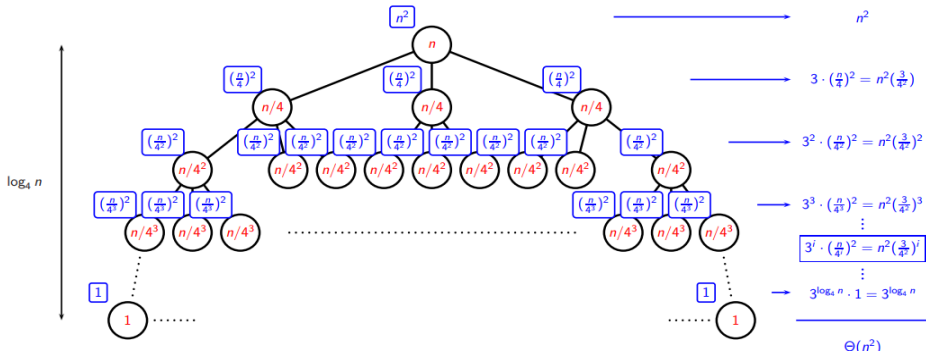 n² n²
n
(n/4)² (n/4)² (n/4)² 3 · (n/4)² = n²(3/4²)
n/4 n/4 n/4
(n/4²)² (n/4²)² (n/4²)² (n/4²)² (n/4²)² (n/4²)² (n/4²)² (n/4²)² (n/4²)² 3² · (n/4²)² = n²(3/4²)²
n/4² n/4² n/4² n/4² n/4² n/4² n/4² n/4² n/4²
log₄ n
(n/4³)² (n/4³)² (n/4³)² (n/4³)² (n/4³)² (n/4³)² 3³ · (n/4³)² = n²(3/4²)³
⋮
n/4³ n/4³ n/4³ n/4³ n/4³ n/4³
3ⁱ · (n/4ⁱ)² = n²(3/4²)ⁱ
⋮
1 1 3^(log₄ n) · 1 = 3^(log₄ n)
1 1
Θ(n²)